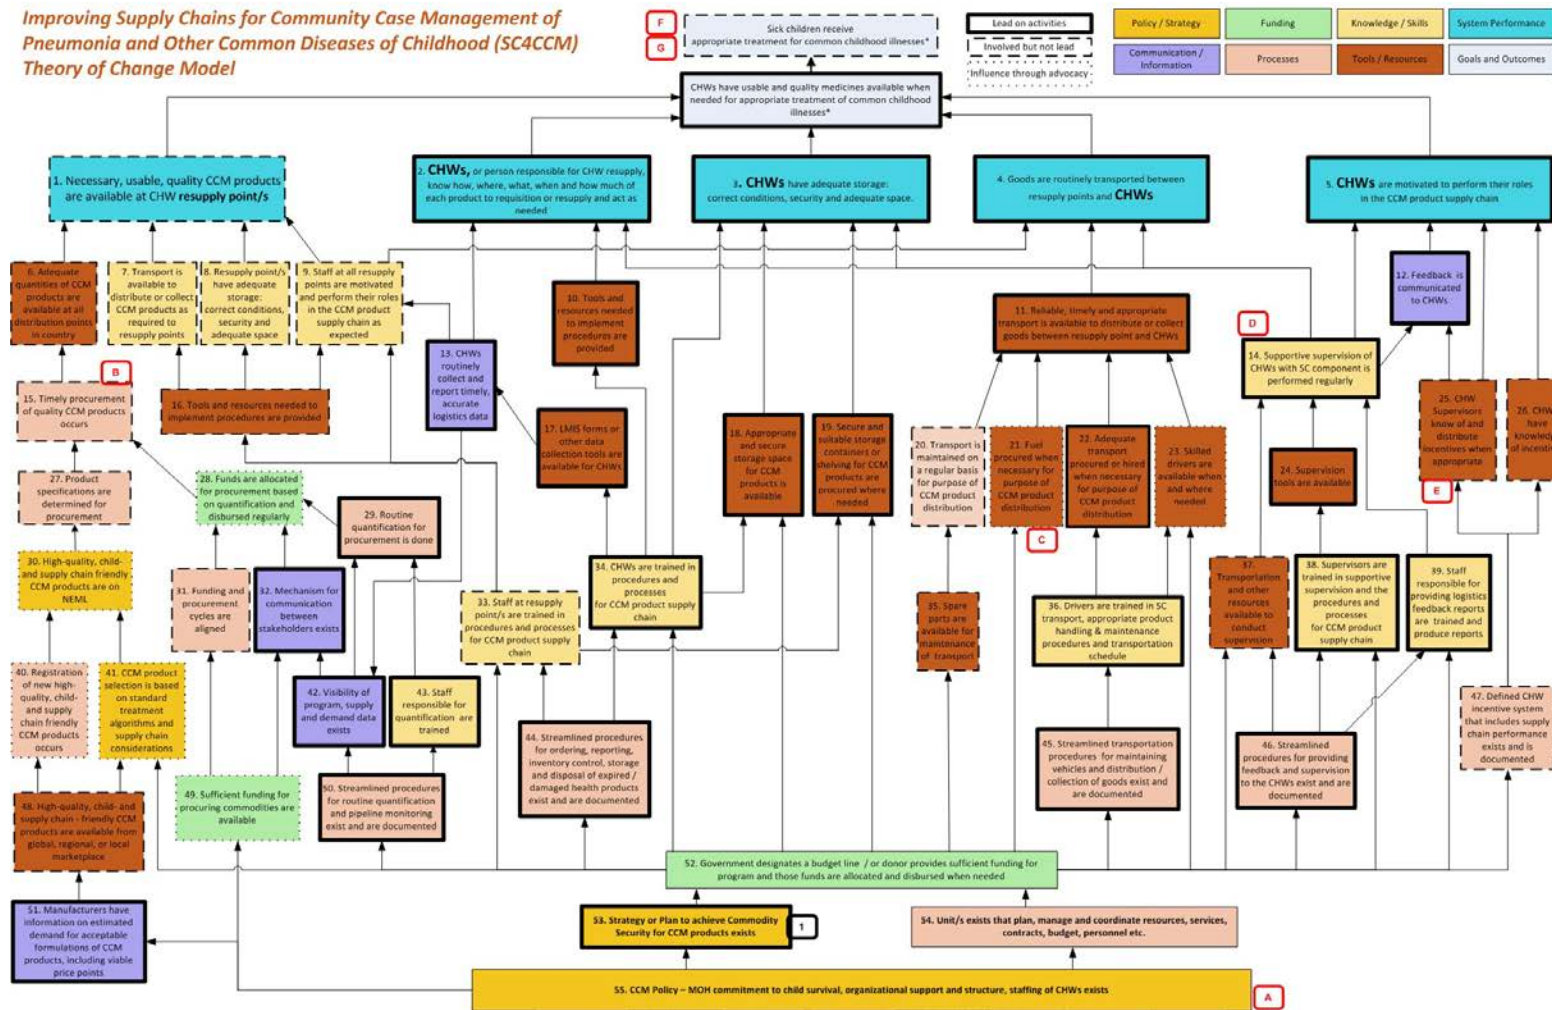 Improving Supply Chains for Community Case Management of
Pneumonia and Other Common Diseases of Childhood (SC4CCM)
Theory of Change Model
F
G
Sick children receive
appropriate treatment for common childhood illnesses*
Lead on activities
Involved but not lead
Influence through advocacy
Policy / Strategy
Funding
Knowledge / Skills
System Performance
Communication /
Information
Processes
Tools / Resources
Goals and Outcomes
CHWs have usable and quality medicines available when
needed for appropriate treatment of common childhood
illnesses*
1. Necessary, usable, quality CCM products
are available at CHW resupply point/s
2. CHWs, or person responsible for CHW resupply,
know how, where, what, when and how much of
each product to requisition or resupply and act as
needed
3. CHWs have adequate storage:
correct conditions, security and adequate space.
4. Goods are routinely transported between
resupply points and CHWs
5. CHWs are motivated to perform their roles
in the CCM product supply chain
6. Adequate
quantities of CCM
products are
available at all
distribution points
in country
7. Transport is
available to
distribute or collect
CCM products as
required to
resupply points
8. Resupply point/s
have adequate
storage:
correct conditions,
security and
adequate space
9. Staff at all resupply
points are motivated
and perform their roles
in the CCM product
supply chain as
expected
10. Tools and
resources needed
to implement
procedures are
provided
11. Reliable, timely and appropriate
transport is available to distribute or collect
goods between resupply point and CHWs
12. Feedback is
communicated
to CHWs
13. CHWs
routinely collect
and report timely,
accurate
logistics data
D
14. Supportive supervision of
CHWs with SC component is
performed regularly
B
15. Timely procurement
of quality CCM products
occurs
16. Tools and resources needed to
implement procedures are provided
17. LMIS forms or
other data
collection tools are
available for CHWs
18. Appropriate
and secure
storage space
for CCM
products is
available
19. Secure and
suitable storage
containers or
shelving for CCM
products are
procured where
needed
20. Transport is
maintained on
a regular basis
for purpose of
CCM product
distribution
21. Fuel
procured when
necessary for
purpose of
CCM product
distribution
C
22. Adequate
transport
procured or hired
when necessary
for purpose of
CCM product
distribution
23. Skilled
drivers are
available when
and where
needed
24. Supervision
tools are available
25. CHW
Supervisors
know of and
distribute
incentives when
appropriate
E
26. CHW
have
knowledg
of incentiv
27. Product
specifications are
determined for
procurement
28. Funds are allocated
for procurement based
on quantification and
disbursed regularly
29. Routine
quantification for
procurement is done
30. High-quality, child-
and supply chain friendly
CCM products are on
NEML
31. Funding and
procurement
cycles are
aligned
32. Mechanism for
communication
between
stakeholders exists
33. Staff at resupply
point/s are trained in
procedures and processes
for CCM product supply
chain
34. CHWs are trained in
procedures and
processes
for CCM product supply
chain
35. Spare
parts are
available for
maintenance
of transport
36. Drivers are trained in SC
transport, appropriate product
handling & maintenance
procedures and transportation
schedule
37.
Transportation
and other
resources
available to
conduct
supervision
38. Supervisors are
trained in supportive
supervision and the
procedures and
processes
for CCM product
supply chain
39. Staff
responsible for
providing logistics
feedback reports
are trained and
produce reports
40. Registration
of new high-
quality, child-
and supply
chain friendly
CCM products
occurs
41. CCM product
selection is based
on standard
treatment
algorithms and
supply chain
considerations
42. Visibility of
program, supply
and demand data
exists
43. Staff
responsible for
quantification are
trained
44. Streamlined procedures
for ordering, reporting,
inventory control, storage
and disposal of expired /
damaged health products
exist and are documented
45. Streamlined transportation
procedures for maintaining
vehicles and distribution /
collection of goods exist and
are documented
46. Streamlined
procedures for providing
feedback and supervision
to the CHWs exist and are
documented
47. Defined CHW
incentive system
that includes supply
chain performance
exists and is
documented
48. High-quality, child- and
supply chain - friendly CCM
products are available from
global, regional, or local
marketplace
49. Sufficient funding for
procuring commodities are
available
50. Streamlined procedures
for routine quantification
and pipeline monitoring
exist and are documented
51. Manufacturers have
information on estimated
demand for acceptable
formulations of CCM
products, including viable
price points
52. Government designates a budget line / or donor provides sufficient funding for
program and those funds are allocated and disbursed when needed
53. Strategy or Plan to achieve Commodity
Security for CCM products exists
1
54. Unit/s exists that plan, manage and coordinate resources, services,
contracts, budget, personnel etc.
55. CCM Policy – MOH commitment to child survival, organizational support and structure, staffing of CHWs exists
A